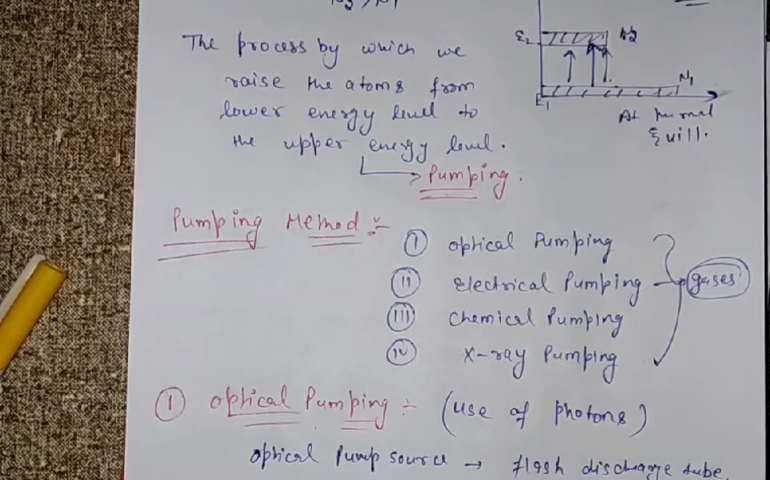 N2 > N1
The process by which we
raise the atoms from
lower energy level to
the upper energy level.
Pumping.
E2 N2
E1 N1
At thermal
Equill.
Pumping Method :-
I optical Pumping
II Electrical Pumping
III Chemical Pumping
IV X-ray Pumping
gases
I Optical Pumping :- (Use of photons)
Optical Pump source → flash discharge tube.